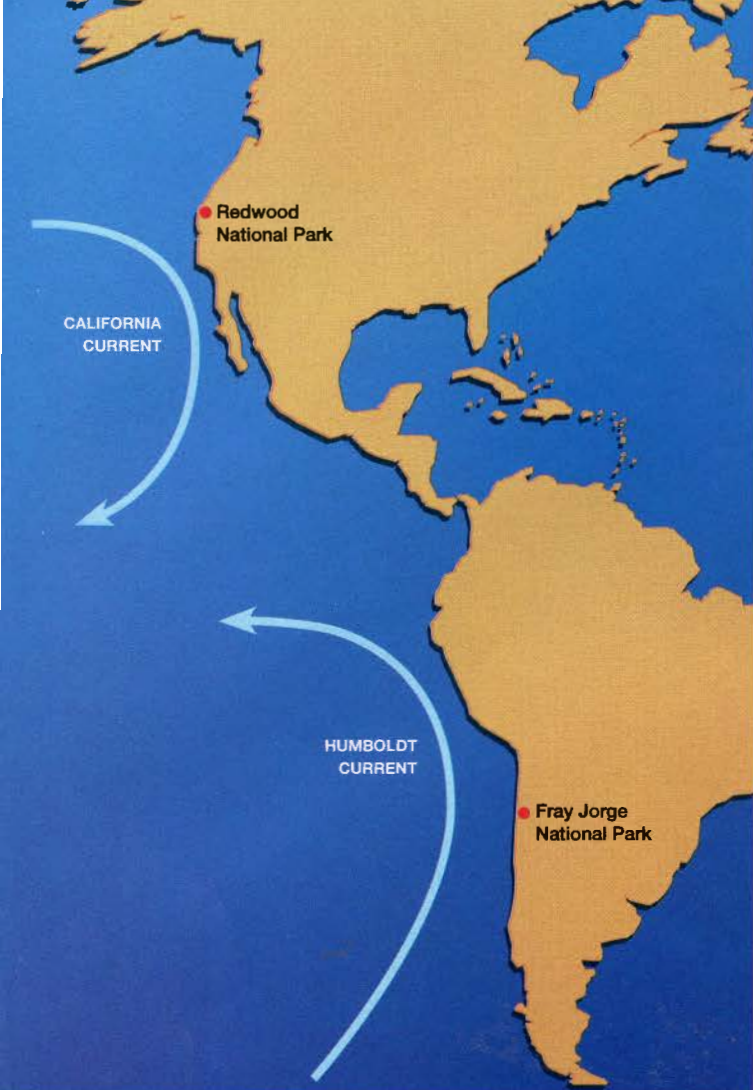 Redwood
National Park
CALIFORNIA
CURRENT
HUMBOLDT
CURRENT
Fray Jorge
National Park